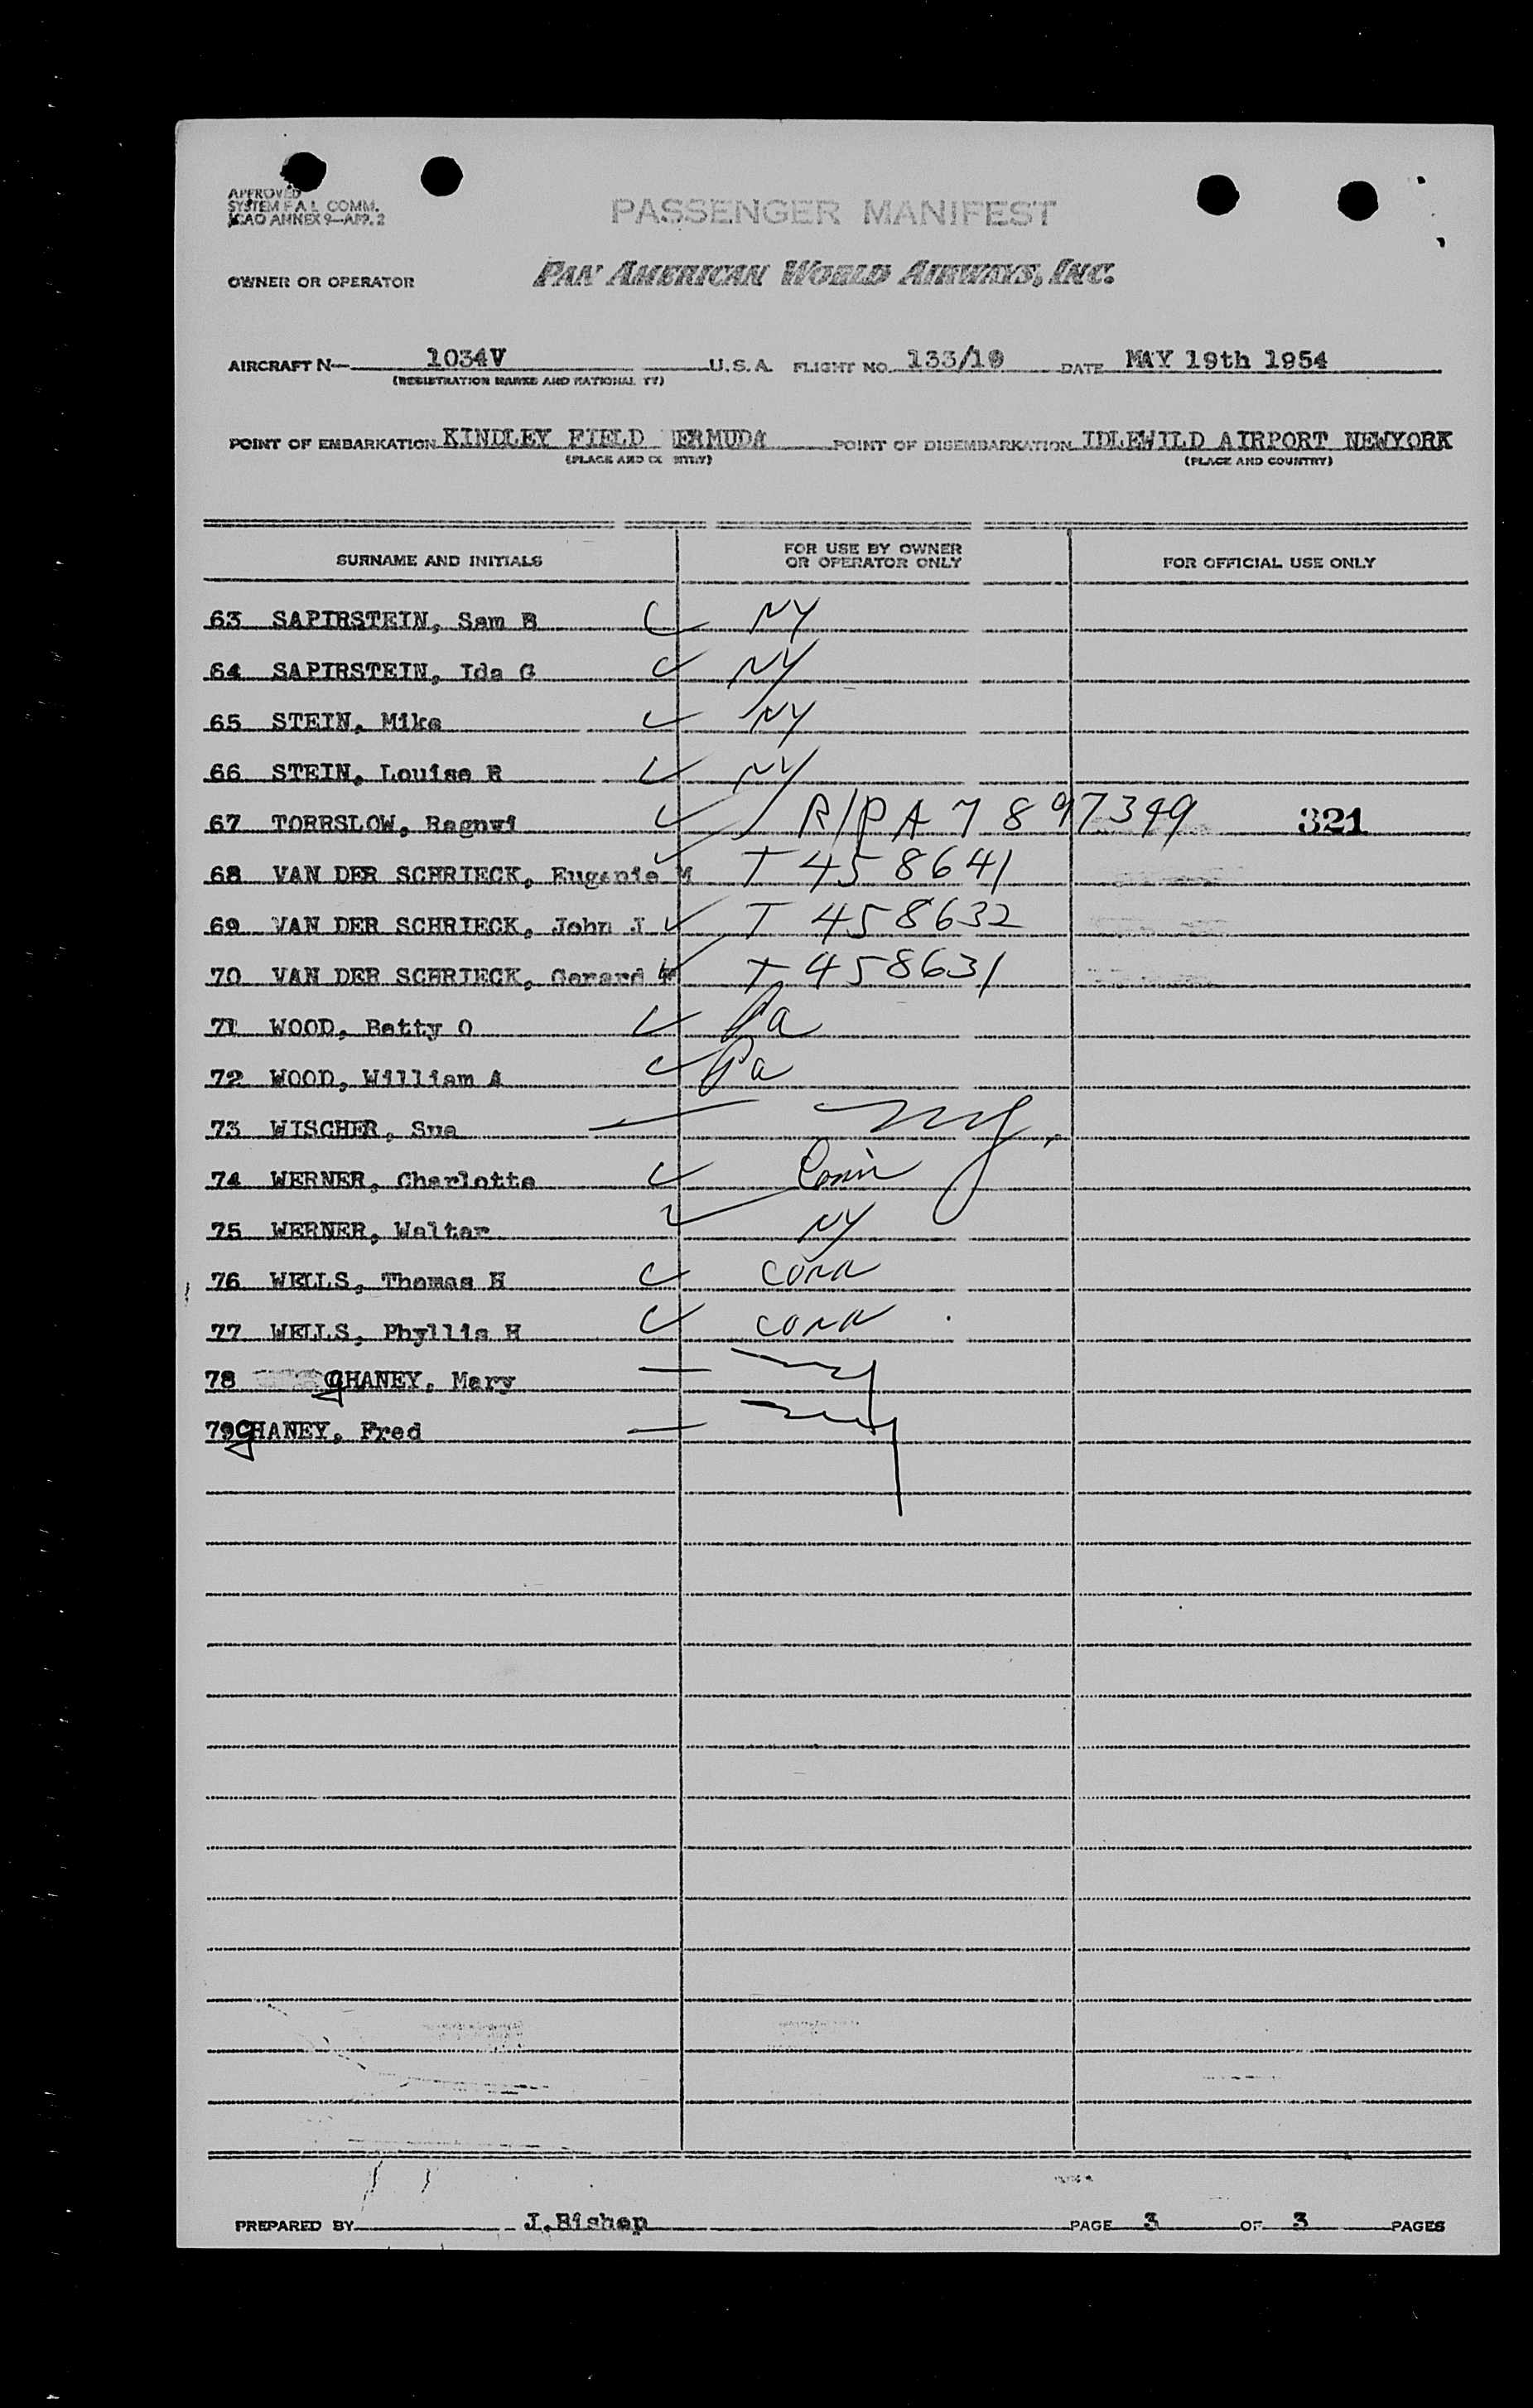 APPROVED
SYSTEM F.A.L. COMM.
ICAO ANNEX 9—APP. 2
PASSENGER MANIFEST
OWNER OR OPERATOR PAN AMERICAN WORLD AIRWAYS, INC.
AIRCRAFT N— 1034V U.S.A. FLIGHT NO. 133/19 DATE MAY 19th 1954
(REGISTRATION MARKS AND NATIONALITY)
POINT OF EMBARKATION KINDLEY FIELD BERMUDA POINT OF DISEMBARKATION IDLEWILD AIRPORT NEWYORK
(PLACE AND COUNTRY) (PLACE AND COUNTRY)
SURNAME AND INITIALS FOR USE BY OWNER OR OPERATOR ONLY FOR OFFICIAL USE ONLY
63 SAPIRSTEIN, Sam B NY
64 SAPIRSTEIN, Ida G NY
65 STEIN, Mike NY
66 STEIN, Louise R NY
67 TORRSLOW, Ragnwi R/P A 7 897399 321
68 VAN DER SCHRIECK, Eugenie M T 458641
69 VAN DER SCHRIECK, John J T 458632
70 VAN DER SCHRIECK, Gerard T 458631
71 WOOD, Betty O Pa
72 WOOD, William A Pa
73 WISCHER, Sue NY
74 WERNER, Charlotte Conn
75 WERNER, Walter NY
76 WELLS, Thomas H CONN
77 WELLS, Phyllis H CONN
78 CHANEY, Mary NY
79 CHANEY, Fred NY
PREPARED BY J.Bishop PAGE 3 OF 3 PAGES